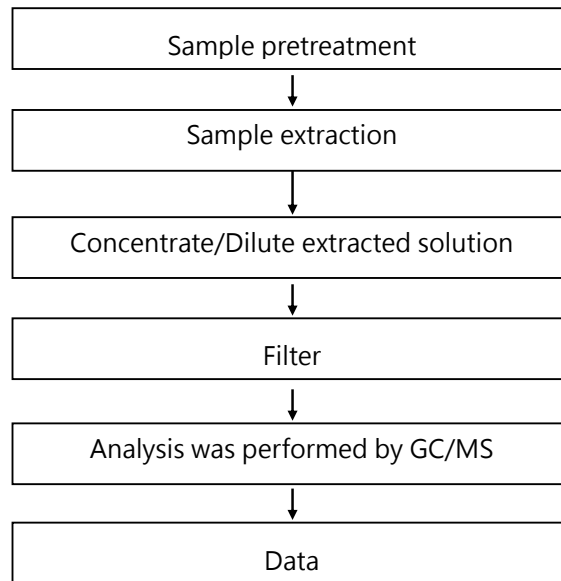 Sample pretreatment
Sample extraction
Concentrate/Dilute extracted solution
Filter
Analysis was performed by GC/MS
Data